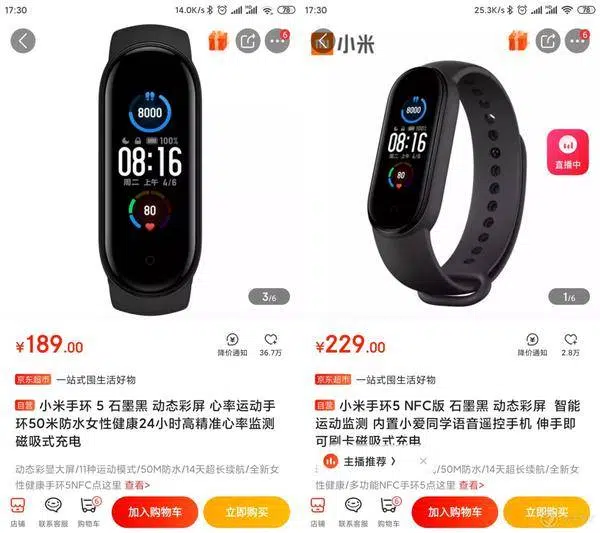 17:30
14.0K/s
78
6
8000
100%
08:16
周二 上午 4/6
80
3/6
¥189.00
降价通知
36.7万
京东超市 一站式囤生活好物
自营 小米手环 5 石墨黑 动态彩屏 心率运动手
环50米防水女性健康24小时高精准心率监测
磁吸式充电
动态彩显大屏/11种运动模式/50M防水/14天超长续航/全新女
性健康手环5NFC点这里 查看>
店铺
联系客服
6
购物车
加入购物车
立即购买
17:30
25.3K/s
78
小米
6
8000
08:16
周二 上午 4/6
80
直播中
1/6
¥229.00
降价通知
2.8万
京东超市 一站式囤生活好物
自营 小米手环5 NFC版 石墨黑 动态彩屏 智能
运动监测 内置小爱同学语音遥控手机 伸手即
可刷卡磁吸式充电
主播推荐 〉 ×
/50M防水/14天超长续航/全新女
性健康/多功能NFC手环5点这里 查看>
店铺
联系客服
6
购物车
加入购物车
立即购买